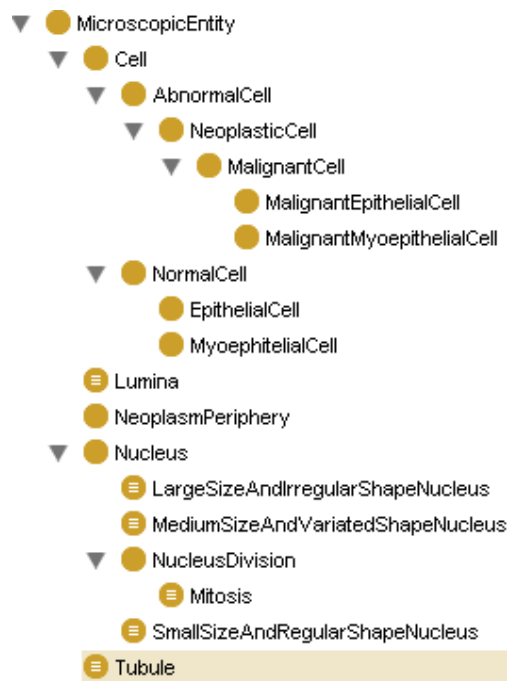 MicroscopicEntity
Cell
AbnormalCell
NeoplasticCell
MalignantCell
MalignantEpithelialCell
MalignantMyoepithelialCell
NormalCell
EpithelialCell
MyoephitelialCell
Lumina
NeoplasmPeriphery
Nucleus
LargeSizeAndIrregularShapeNucleus
MediumSizeAndVariatedShapeNucleus
NucleusDivision
Mitosis
SmallSizeAndRegularShapeNucleus
Tubule